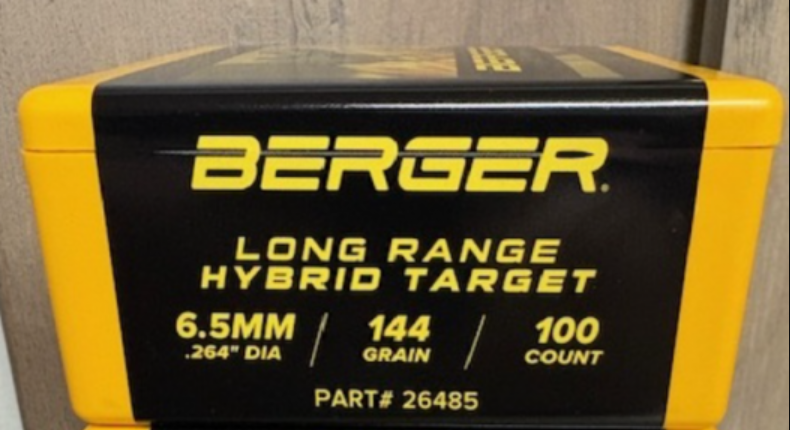 BERGER.
LONG RANGE
HYBRID TARGET
6.5MM / 144 / 100
.264" DIA GRAIN COUNT
PART# 26485